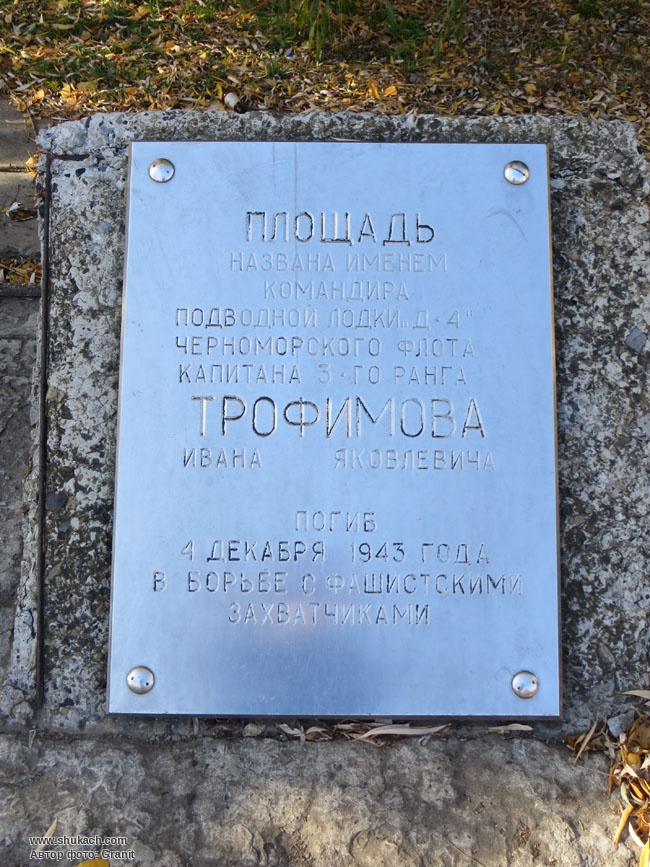 ПЛОЩАДЬ
НАЗВАНА ИМЕНЕМ
КОМАНДИРА
ПОДВОДНОЙ ЛОДКИ „Д-4“
ЧЕРНОМОРСКОГО ФЛОТА
КАПИТАНА 3-ГО РАНГА
ТРОФИМОВА
ИВАНА ЯКОВЛЕВИЧА
ПОГИБ
4 ДЕКАБРЯ 1943 ГОДА
В БОРЬБЕ С ФАШИСТСКИМИ
ЗАХВАТЧИКАМИ
www.shukach.com
Автор фото: Granit